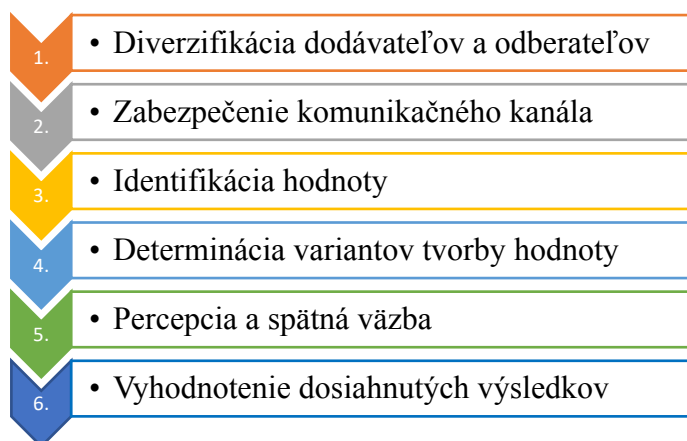 1. • Diverzifikácia dodávateľov a odberateľov
2. • Zabezpečenie komunikačného kanála
3. • Identifikácia hodnoty
4. • Determinácia variantov tvorby hodnoty
5. • Percepcia a spätná väzba
6. • Vyhodnotenie dosiahnutých výsledkov